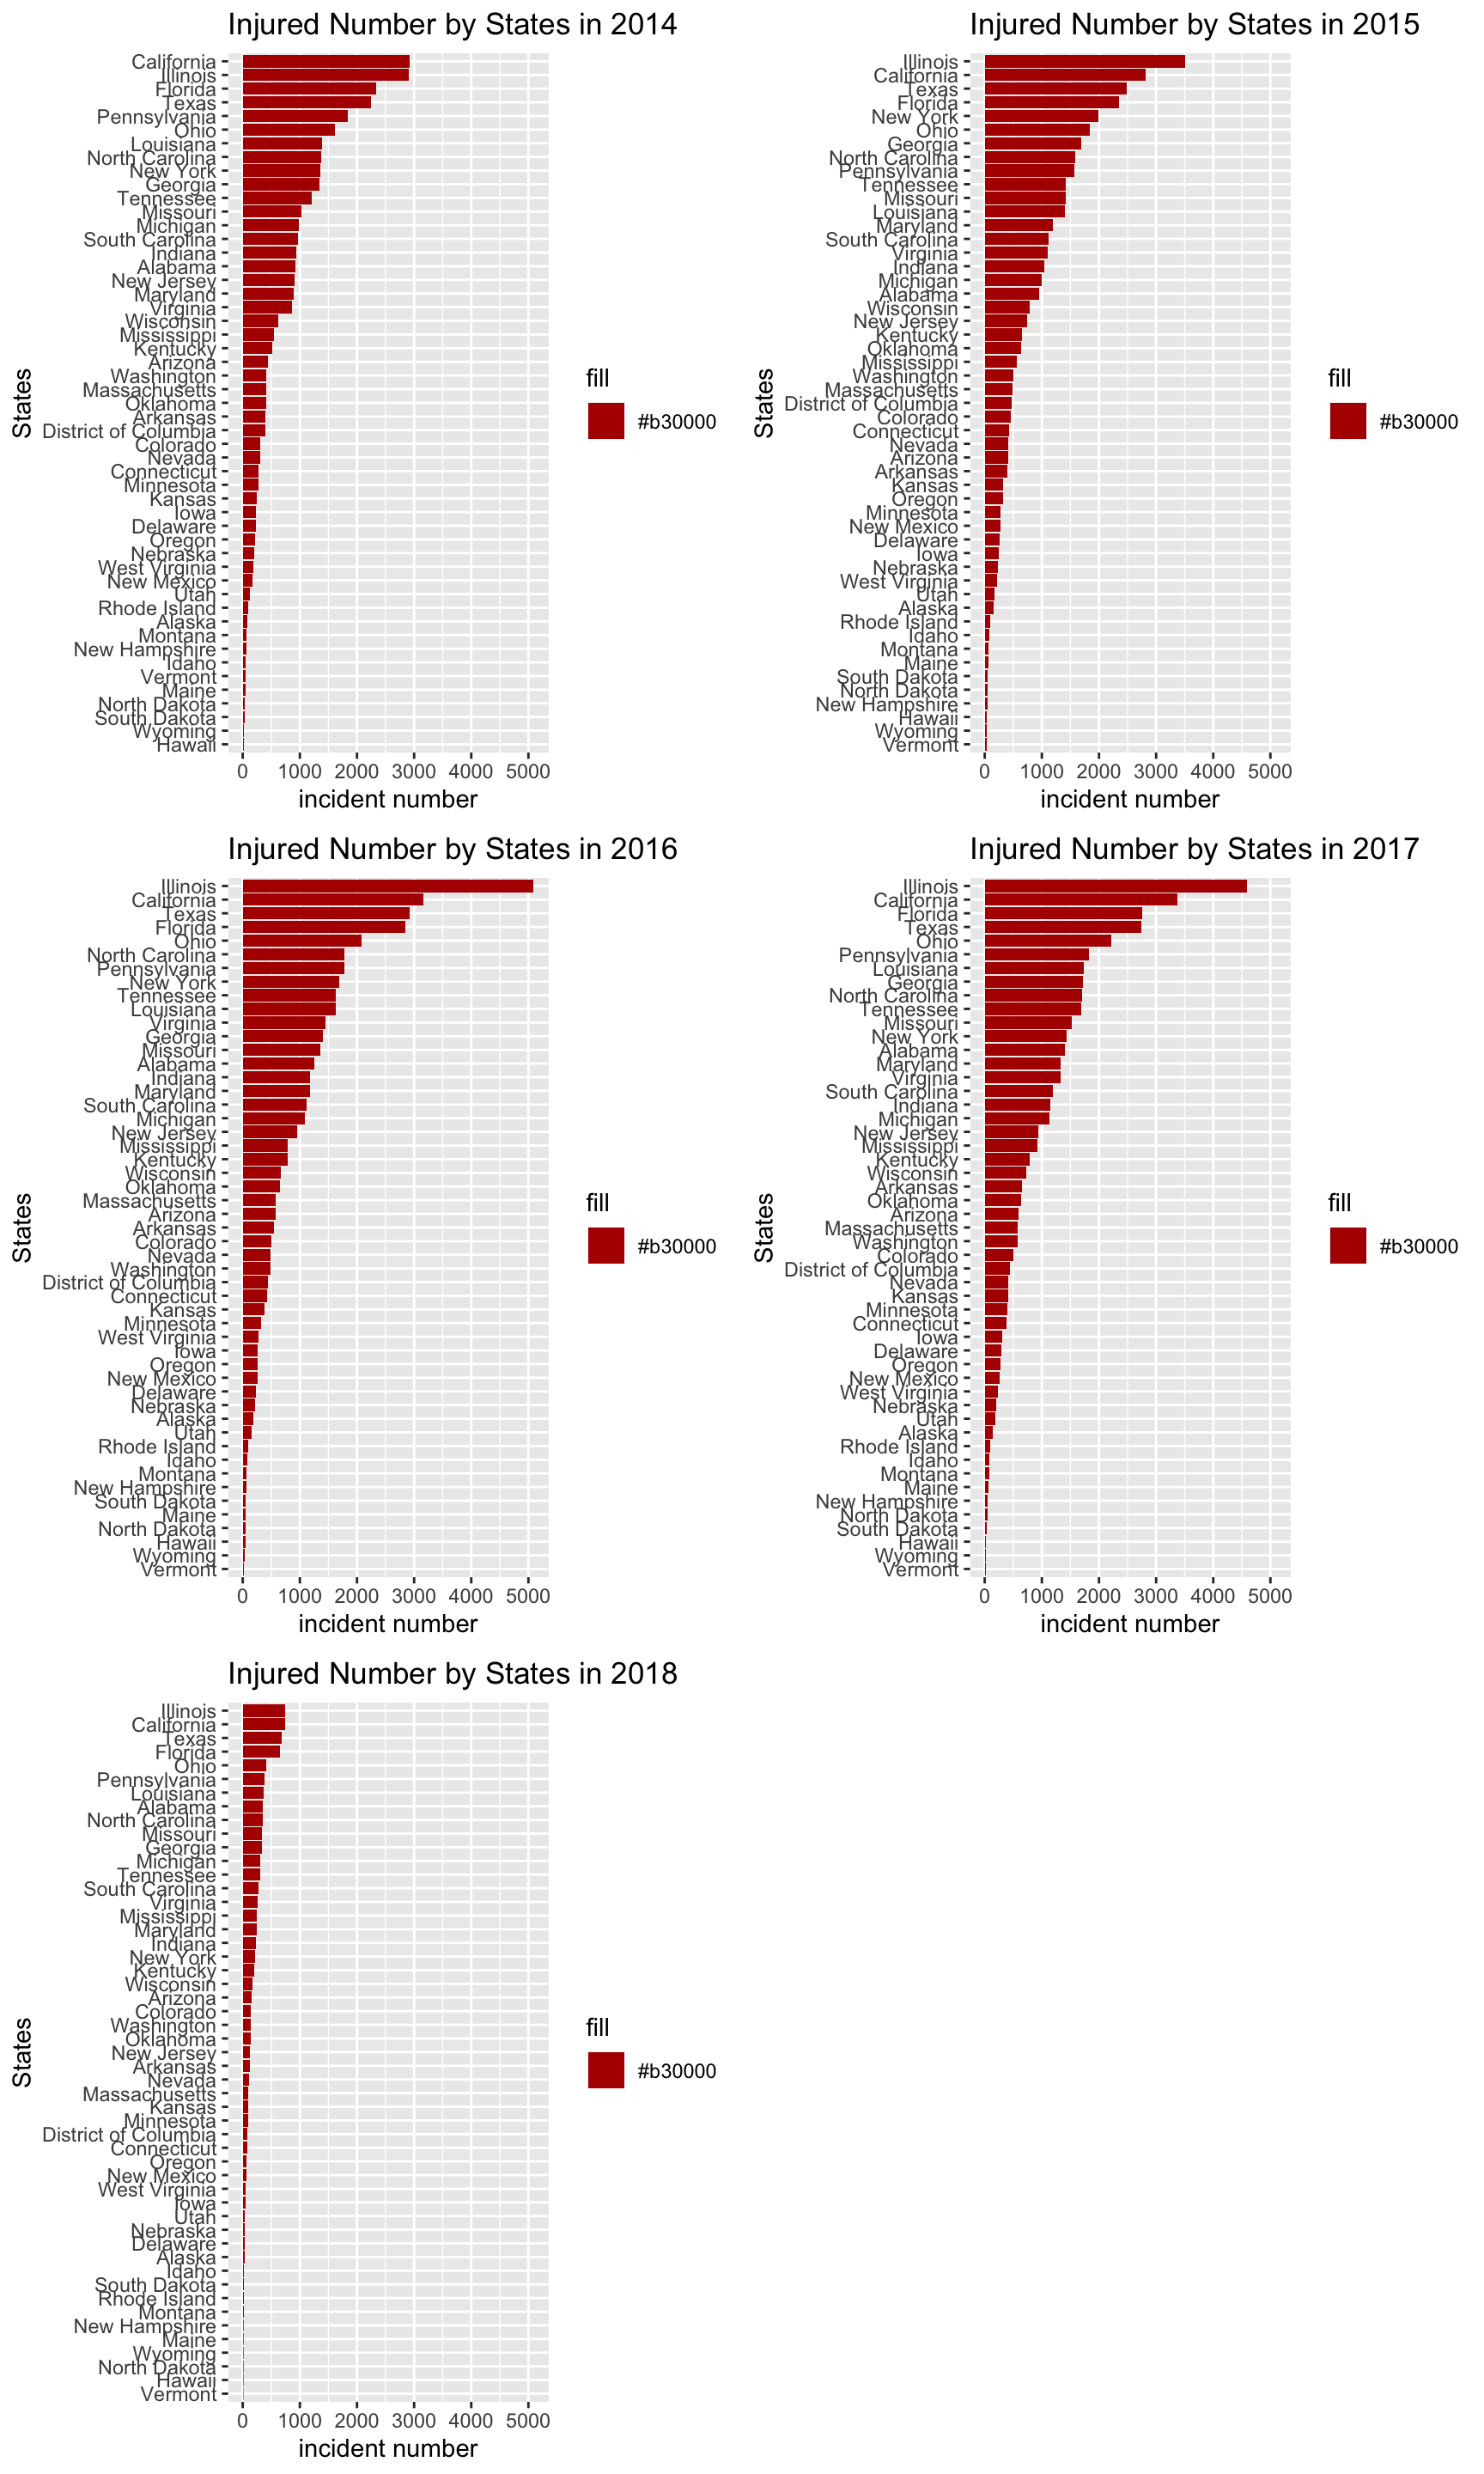 Injured Number by States in 2014
States
California
Illinois
Florida
Texas
Pennsylvania
Ohio
Louisiana
North Carolina
New York
Georgia
Tennessee
Missouri
Michigan
South Carolina
Indiana
Alabama
New Jersey
Maryland
Virginia
Wisconsin
Mississippi
Kentucky
Arizona
Washington
Massachusetts
Oklahoma
Arkansas
District of Columbia
Colorado
Nevada
Connecticut
Minnesota
Kansas
Iowa
Delaware
Oregon
Nebraska
West Virginia
New Mexico
Utah
Rhode Island
Alaska
Montana
New Hampshire
Idaho
Vermont
Maine
North Dakota
South Dakota
Wyoming
Hawaii
0 1000 2000 3000 4000 5000
incident number
fill
#b30000
Injured Number by States in 2015
States
Illinois
California
Texas
Florida
New York
Ohio
Georgia
North Carolina
Pennsylvania
Tennessee
Missouri
Louisiana
Maryland
South Carolina
Virginia
Indiana
Michigan
Alabama
Wisconsin
New Jersey
Kentucky
Oklahoma
Mississippi
Washington
Massachusetts
District of Columbia
Colorado
Connecticut
Nevada
Arizona
Arkansas
Kansas
Oregon
Minnesota
New Mexico
Delaware
Iowa
Nebraska
West Virginia
Utah
Alaska
Rhode Island
Idaho
Montana
Maine
South Dakota
North Dakota
New Hampshire
Hawaii
Wyoming
Vermont
0 1000 2000 3000 4000 5000
incident number
fill
#b30000
Injured Number by States in 2016
States
Illinois
California
Texas
Florida
Ohio
North Carolina
Pennsylvania
New York
Tennessee
Louisiana
Virginia
Georgia
Missouri
Alabama
Indiana
Maryland
South Carolina
Michigan
New Jersey
Mississippi
Kentucky
Wisconsin
Oklahoma
Massachusetts
Arizona
Arkansas
Colorado
Nevada
Washington
District of Columbia
Connecticut
Kansas
Minnesota
West Virginia
Iowa
Oregon
New Mexico
Delaware
Nebraska
Alaska
Utah
Rhode Island
Idaho
Montana
New Hampshire
South Dakota
Maine
North Dakota
Hawaii
Wyoming
Vermont
0 1000 2000 3000 4000 5000
incident number
fill
#b30000
Injured Number by States in 2017
States
Illinois
California
Florida
Texas
Ohio
Pennsylvania
Louisiana
Georgia
North Carolina
Tennessee
Missouri
New York
Alabama
Maryland
Virginia
South Carolina
Indiana
Michigan
New Jersey
Mississippi
Kentucky
Wisconsin
Arkansas
Oklahoma
Arizona
Massachusetts
Washington
Colorado
District of Columbia
Nevada
Kansas
Minnesota
Connecticut
Iowa
Delaware
Oregon
New Mexico
West Virginia
Nebraska
Utah
Alaska
Rhode Island
Idaho
Montana
Maine
New Hampshire
North Dakota
South Dakota
Hawaii
Wyoming
Vermont
0 1000 2000 3000 4000 5000
incident number
fill
#b30000
Injured Number by States in 2018
States
Illinois
California
Texas
Florida
Ohio
Pennsylvania
Louisiana
Alabama
North Carolina
Missouri
Georgia
Michigan
Tennessee
South Carolina
Virginia
Mississippi
Maryland
Indiana
New York
Kentucky
Wisconsin
Arizona
Colorado
Washington
Oklahoma
New Jersey
Arkansas
Nevada
Massachusetts
Kansas
Minnesota
District of Columbia
Connecticut
Oregon
New Mexico
West Virginia
Iowa
Utah
Nebraska
Delaware
Alaska
Idaho
South Dakota
Rhode Island
Montana
New Hampshire
Maine
Wyoming
North Dakota
Hawaii
Vermont
0 1000 2000 3000 4000 5000
incident number
fill
#b30000